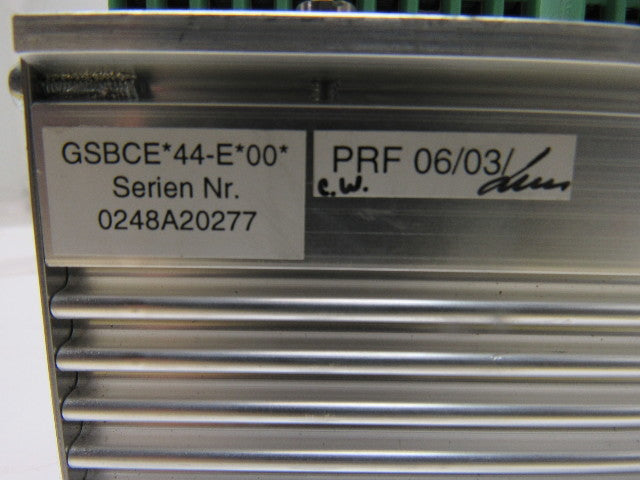 GSBCE*44-E*00*
Serien Nr.
0248A20277
PRF 06/03/
C.W.